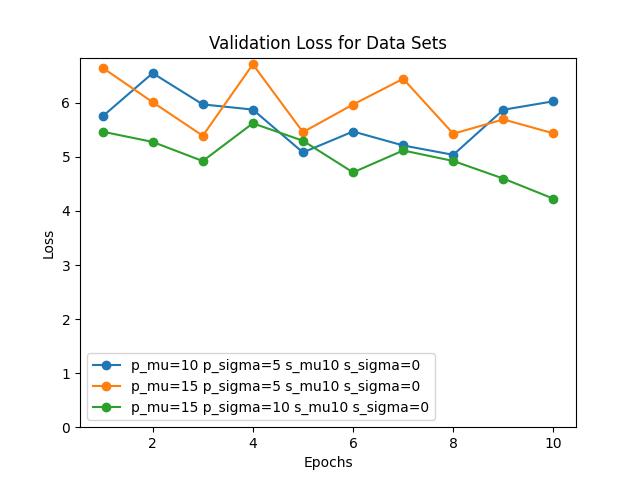 Validation Loss for Data Sets
Loss
6
5
4
3
2
1
0
p_mu=10 p_sigma=5 s_mu10 s_sigma=0
p_mu=15 p_sigma=5 s_mu10 s_sigma=0
p_mu=15 p_sigma=10 s_mu10 s_sigma=0
2 4 6 8 10
Epochs